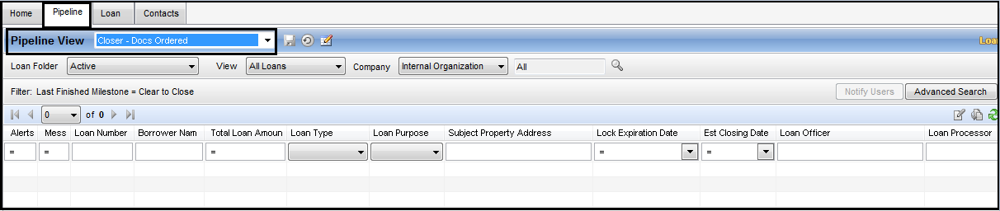 Home Pipeline Loan Contacts
Pipeline View Closer - Docs Ordered Loa
Loan Folder Active View All Loans Company Internal Organization All
Filter: Last Finished Milestone = Clear to Close Notify Users Advanced Search
0 of 0
Alerts Mess Loan Number Borrower Nam Total Loan Amoun Loan Type Loan Purpose Subject Property Address Lock Expiration Date Est Closing Date Loan Officer Loan Processor
= = = = =